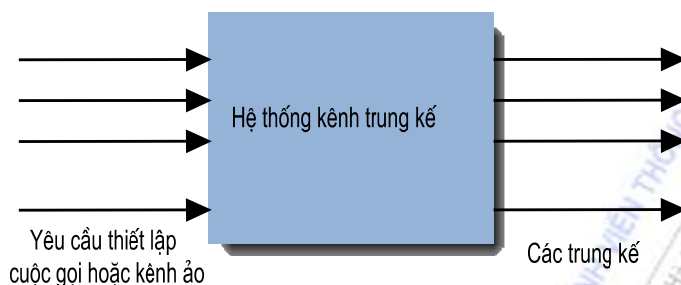 Hệ thống kênh trung kế
Yêu cầu thiết lập
cuộc gọi hoặc kênh ảo
Các trung kế